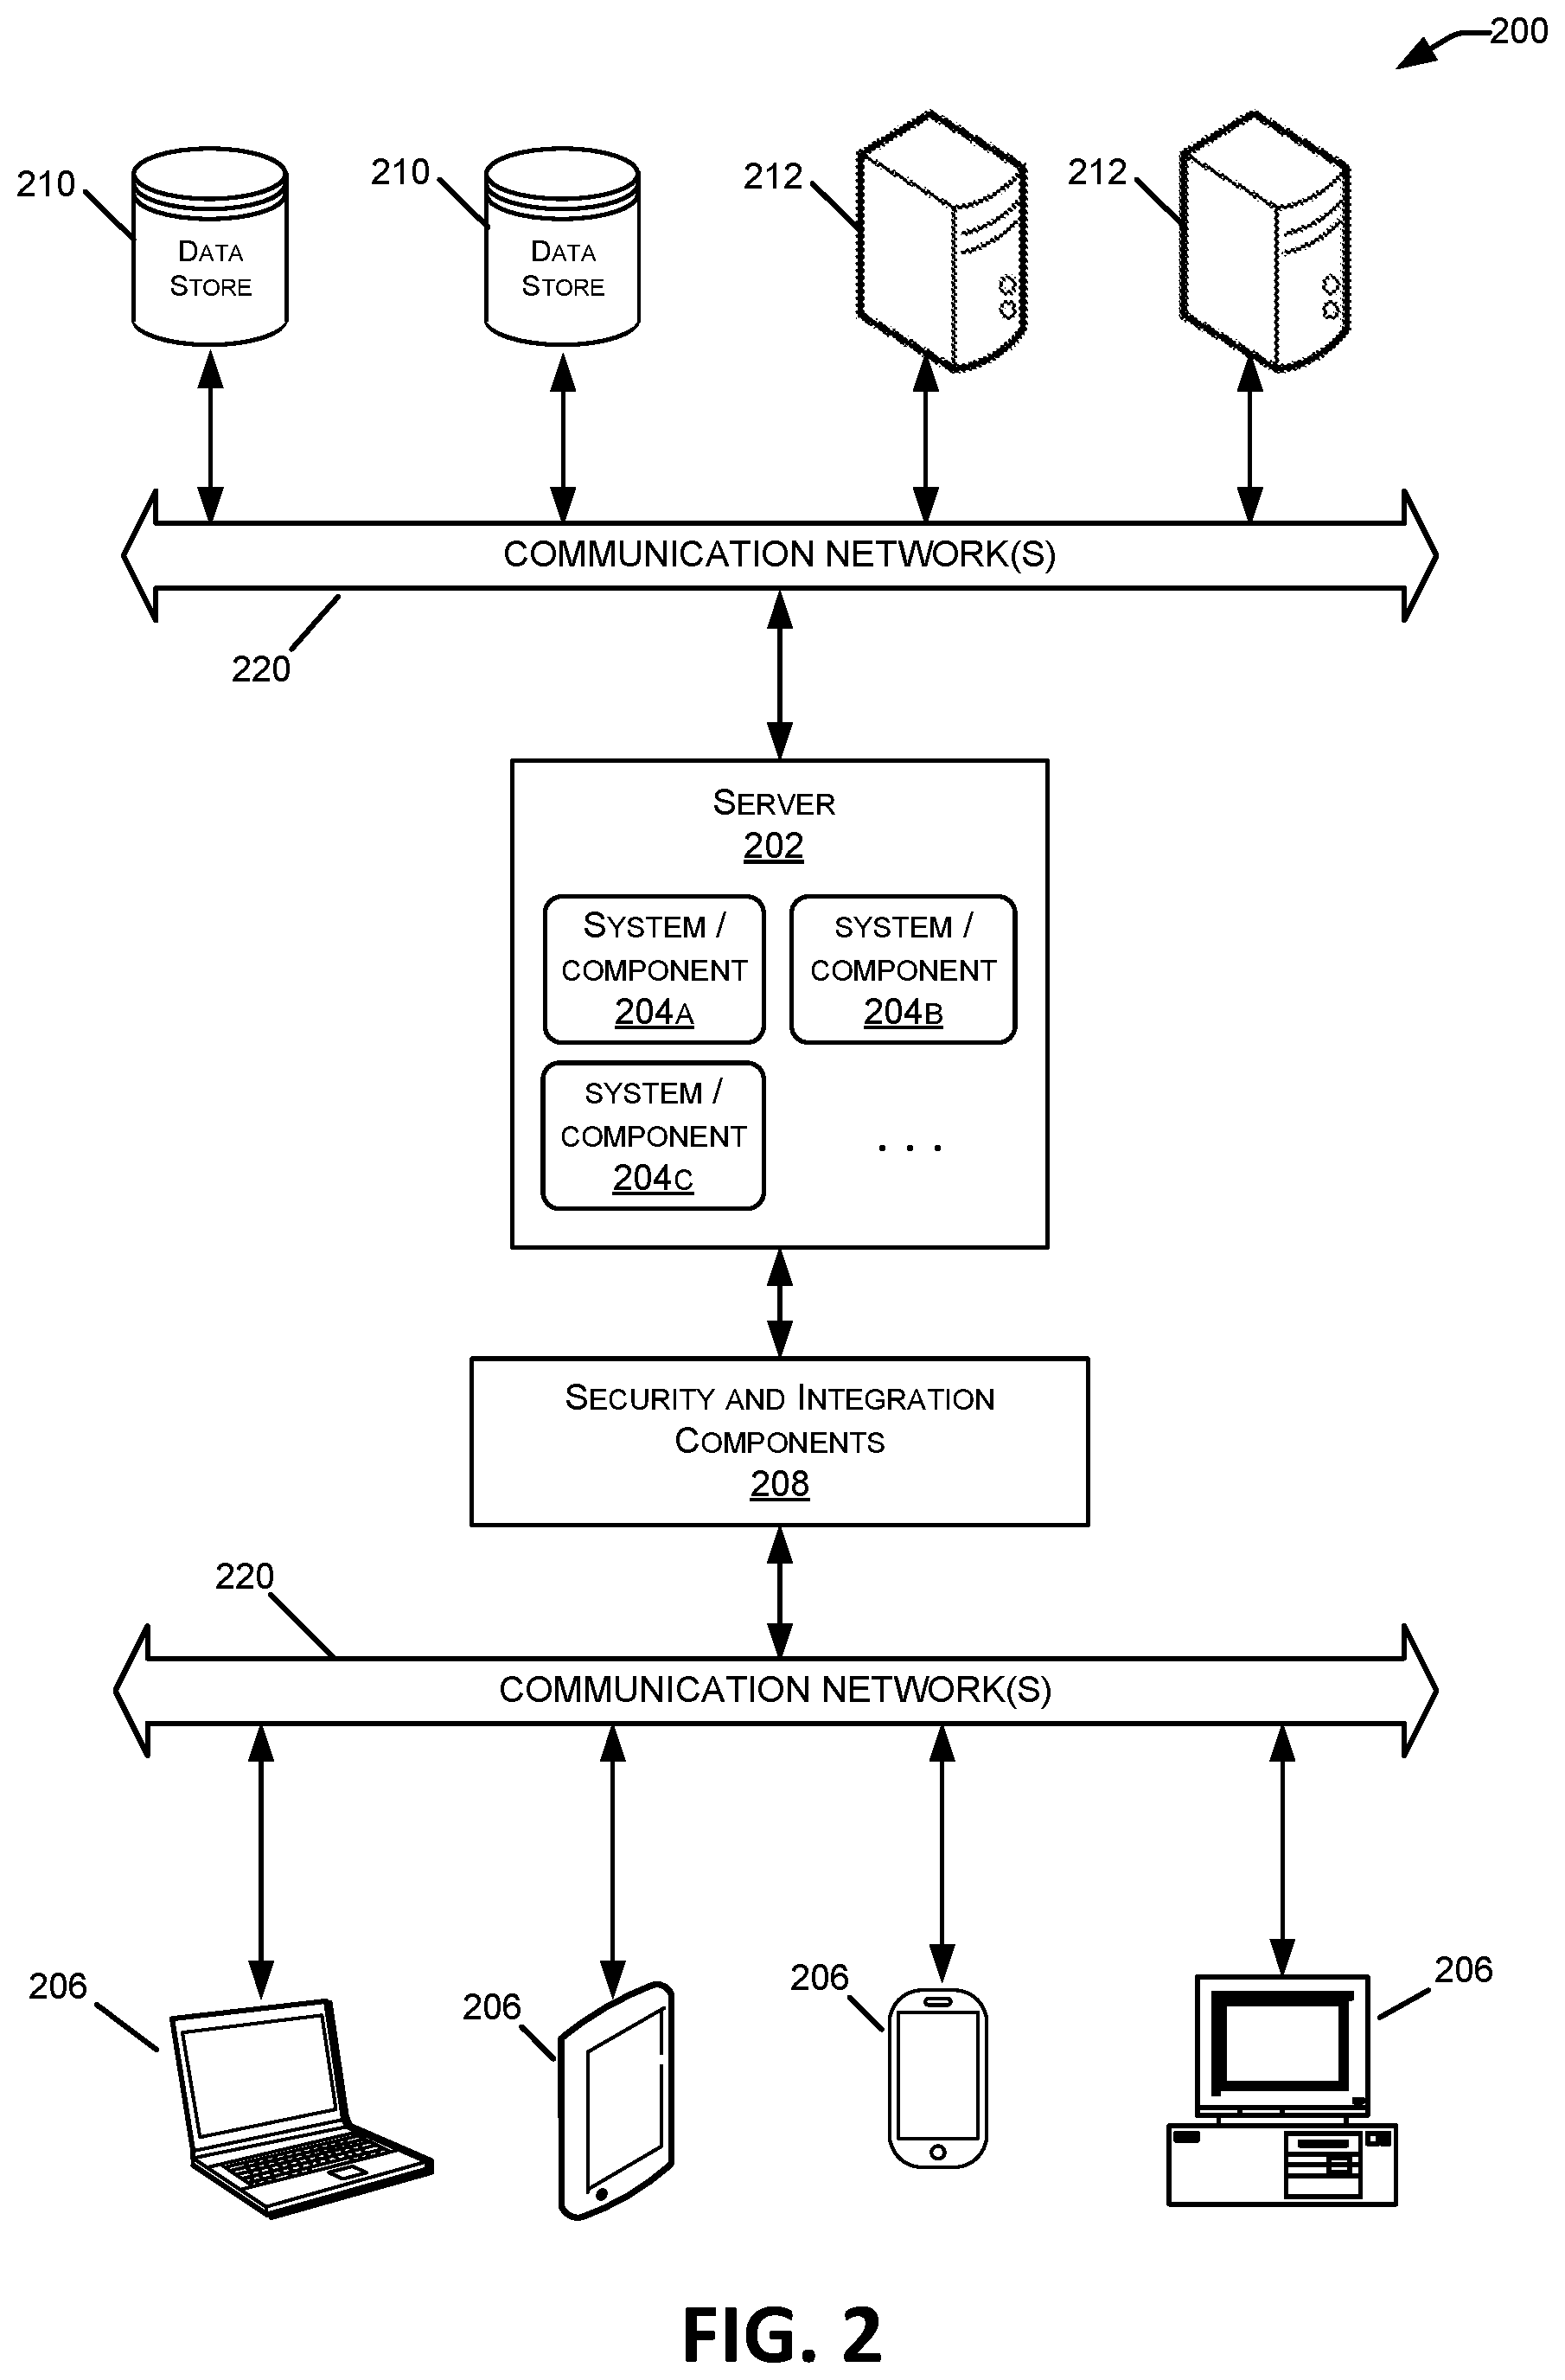 200
210
210
212
212
DATA
STORE
DATA
STORE
COMMUNICATION NETWORK(S)
220
SERVER
202
SYSTEM /
COMPONENT
204A
SYSTEM /
COMPONENT
204B
SYSTEM /
COMPONENT
204C
. . .
SECURITY AND INTEGRATION
COMPONENTS
208
220
COMMUNICATION NETWORK(S)
206
206
206
206
FIG. 2